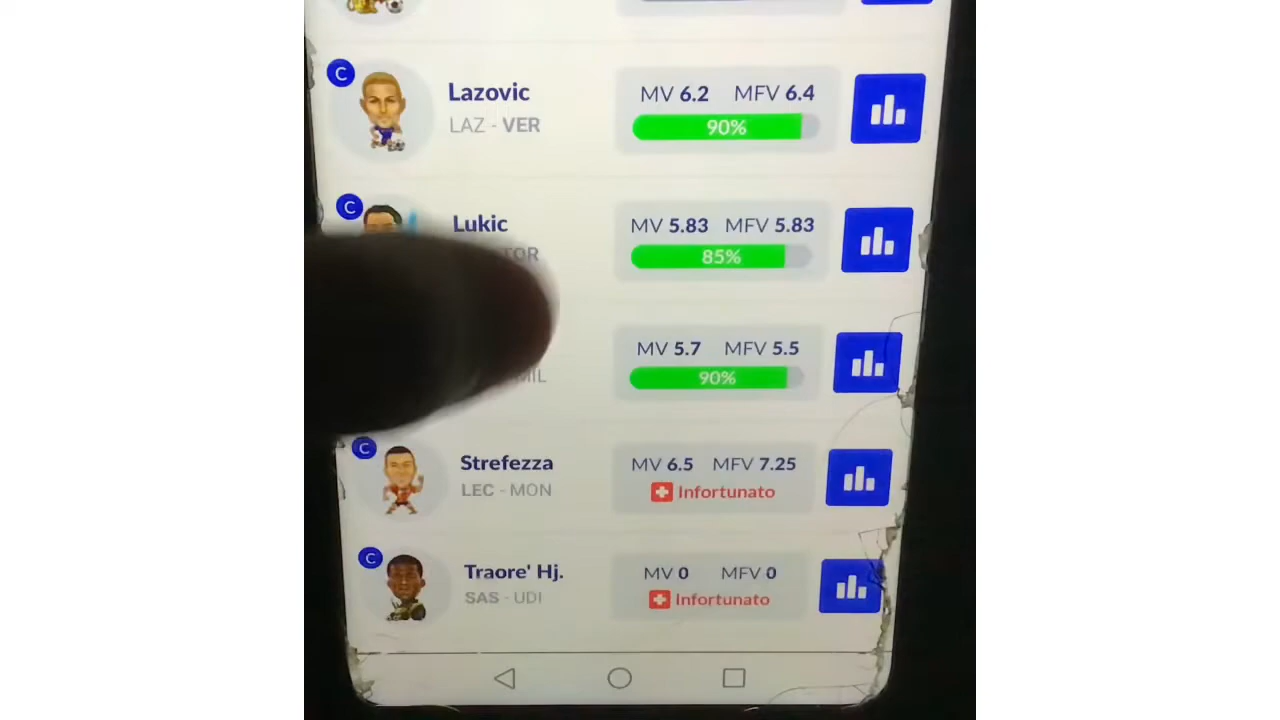 C
Lazovic
LAZ - VER
MV 6.2 MFV 6.4
90%
C
Lukic
TOR
MV 5.83 MFV 5.83
85%
MV 5.7 MFV 5.5
MIL
90%
C
Strefezza
LEC - MON
MV 6.5 MFV 7.25
Infortunato
C
Traore' Hj.
SAS - UDI
MV 0 MFV 0
Infortunato